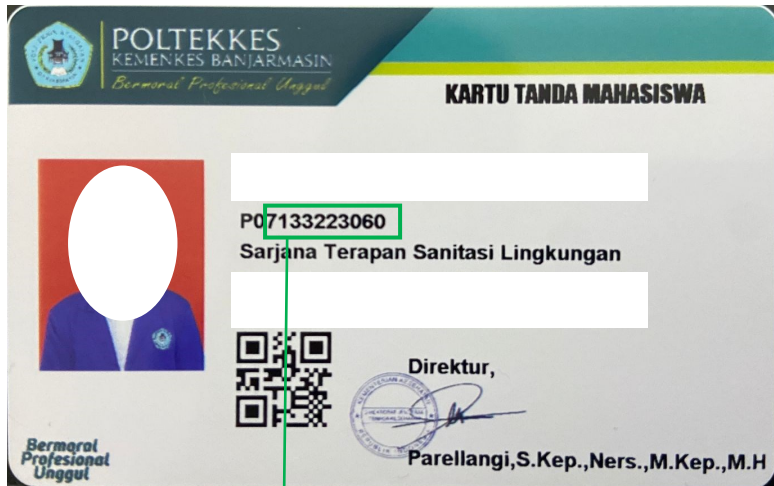 POLTEKKES
KEMENKES BANJARMASIN
Bermoral Profesional Unggul
KARTU TANDA MAHASISWA
P07133223060
Sarjana Terapan Sanitasi Lingkungan
Direktur,
Parellangi,S.Kep.,Ners.,M.Kep.,M.H
Bermoral
Profesional
Unggul